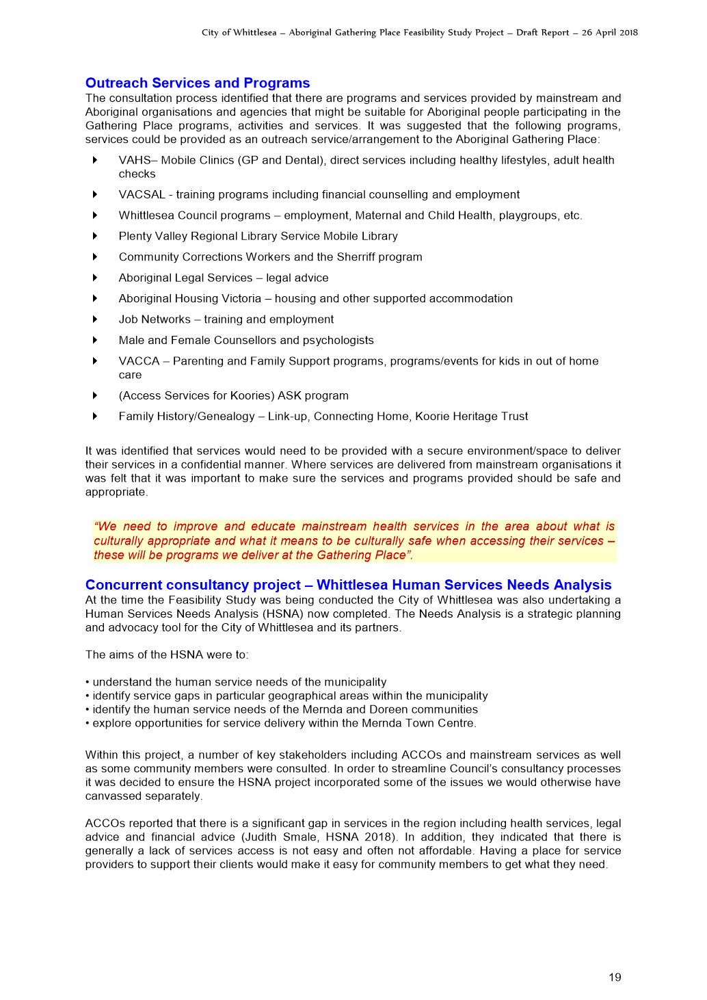 City of Whittlesea – Aboriginal Gathering Place Feasibility Study Project – Draft Report – 26 April 2018
Outreach Services and Programs
The consultation process identified that there are programs and services provided by mainstream and
Aboriginal organisations and agencies that might be suitable for Aboriginal people participating in the
Gathering Place programs, activities and services. It was suggested that the following programs,
services could be provided as an outreach service/arrangement to the Aboriginal Gathering Place:
VAHS– Mobile Clinics (GP and Dental), direct services including healthy lifestyles, adult health
checks
VACSAL - training programs including financial counselling and employment
Whittlesea Council programs – employment, Maternal and Child Health, playgroups, etc.
Plenty Valley Regional Library Service Mobile Library
Community Corrections Workers and the Sherriff program
Aboriginal Legal Services – legal advice
Aboriginal Housing Victoria – housing and other supported accommodation
Job Networks – training and employment
Male and Female Counsellors and psychologists
VACCA – Parenting and Family Support programs, programs/events for kids in out of home
care
(Access Services for Koories) ASK program
Family History/Genealogy – Link-up, Connecting Home, Koorie Heritage Trust
It was identified that services would need to be provided with a secure environment/space to deliver
their services in a confidential manner. Where services are delivered from mainstream organisations it
was felt that it was important to make sure the services and programs provided should be safe and
appropriate.
“We need to improve and educate mainstream health services in the area about what is
culturally appropriate and what it means to be culturally safe when accessing their services –
these will be programs we deliver at the Gathering Place”.
Concurrent consultancy project – Whittlesea Human Services Needs Analysis
At the time the Feasibility Study was being conducted the City of Whittlesea was also undertaking a
Human Services Needs Analysis (HSNA) now completed. The Needs Analysis is a strategic planning
and advocacy tool for the City of Whittlesea and its partners.
The aims of the HSNA were to:
• understand the human service needs of the municipality
• identify service gaps in particular geographical areas within the municipality
• identify the human service needs of the Mernda and Doreen communities
• explore opportunities for service delivery within the Mernda Town Centre.
Within this project, a number of key stakeholders including ACCOs and mainstream services as well
as some community members were consulted. In order to streamline Council’s consultancy processes
it was decided to ensure the HSNA project incorporated some of the issues we would otherwise have
canvassed separately.
ACCOs reported that there is a significant gap in services in the region including health services, legal
advice and financial advice (Judith Smale, HSNA 2018). In addition, they indicated that there is
generally a lack of services access is not easy and often not affordable. Having a place for service
providers to support their clients would make it easy for community members to get what they need.
19